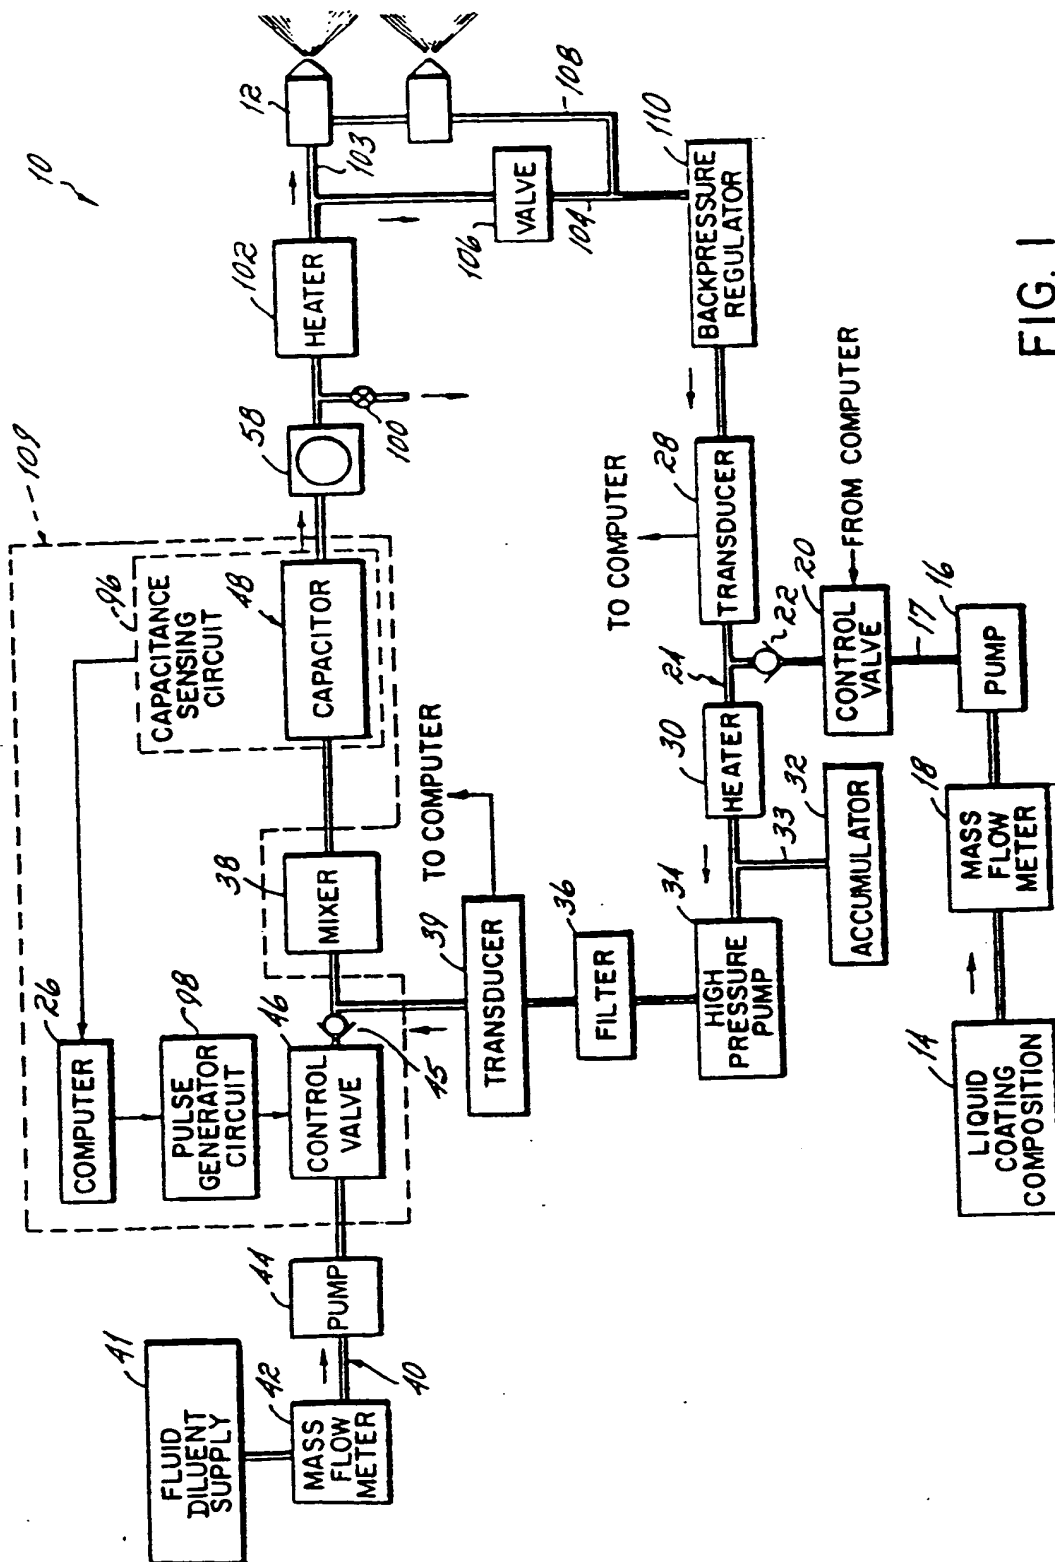 10
109
96
CAPACITANCE
SENSING
CIRCUIT
26
COMPUTER
98
PULSE
GENERATOR
CIRCUIT
41
FLUID
DILUENT
SUPPLY
42
MASS
FLOW
METER
40
44
PUMP
46
CONTROL
VALVE
45
38
MIXER
48
CAPACITOR
58
100
102
HEATER
103
12
106
VALVE
104
108
110
BACKPRESSURE
REGULATOR
TO COMPUTER
39
TRANSDUCER
36
FILTER
34
HIGH
PRESSURE
PUMP
TO COMPUTER
28
TRANSDUCER
24
30
HEATER
33
32
ACCUMULATOR
22
FROM COMPUTER
20
CONTROL
VALVE
17
16
PUMP
18
MASS
FLOW
METER
14
LIQUID
COATING
COMPOSITION
FIG. 1